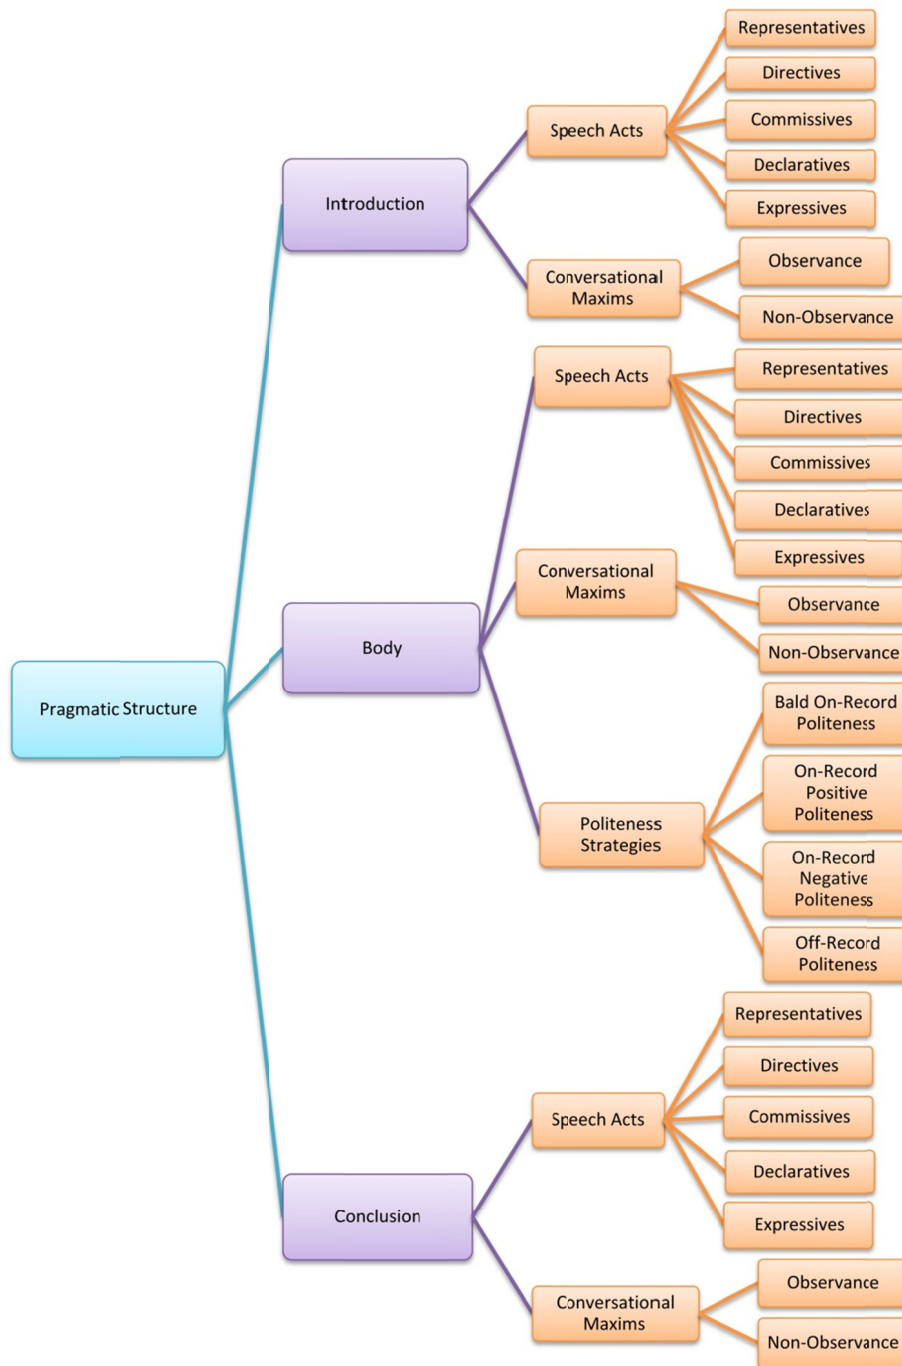 Pragmatic Structure
Introduction
Speech Acts
Representatives
Directives
Commissives
Declaratives
Expressives
Conversational
Maxims
Observance
Non-Observance
Body
Speech Acts
Representatives
Directives
Commissives
Declaratives
Expressives
Conversational
Maxims
Observance
Non-Observance
Politeness
Strategies
Bald On-Record
Politeness
On-Record
Positive
Politeness
On-Record
Negative
Politeness
Off-Record
Politeness
Conclusion
Speech Acts
Representatives
Directives
Commissives
Declaratives
Expressives
Conversational
Maxims
Observance
Non-Observance